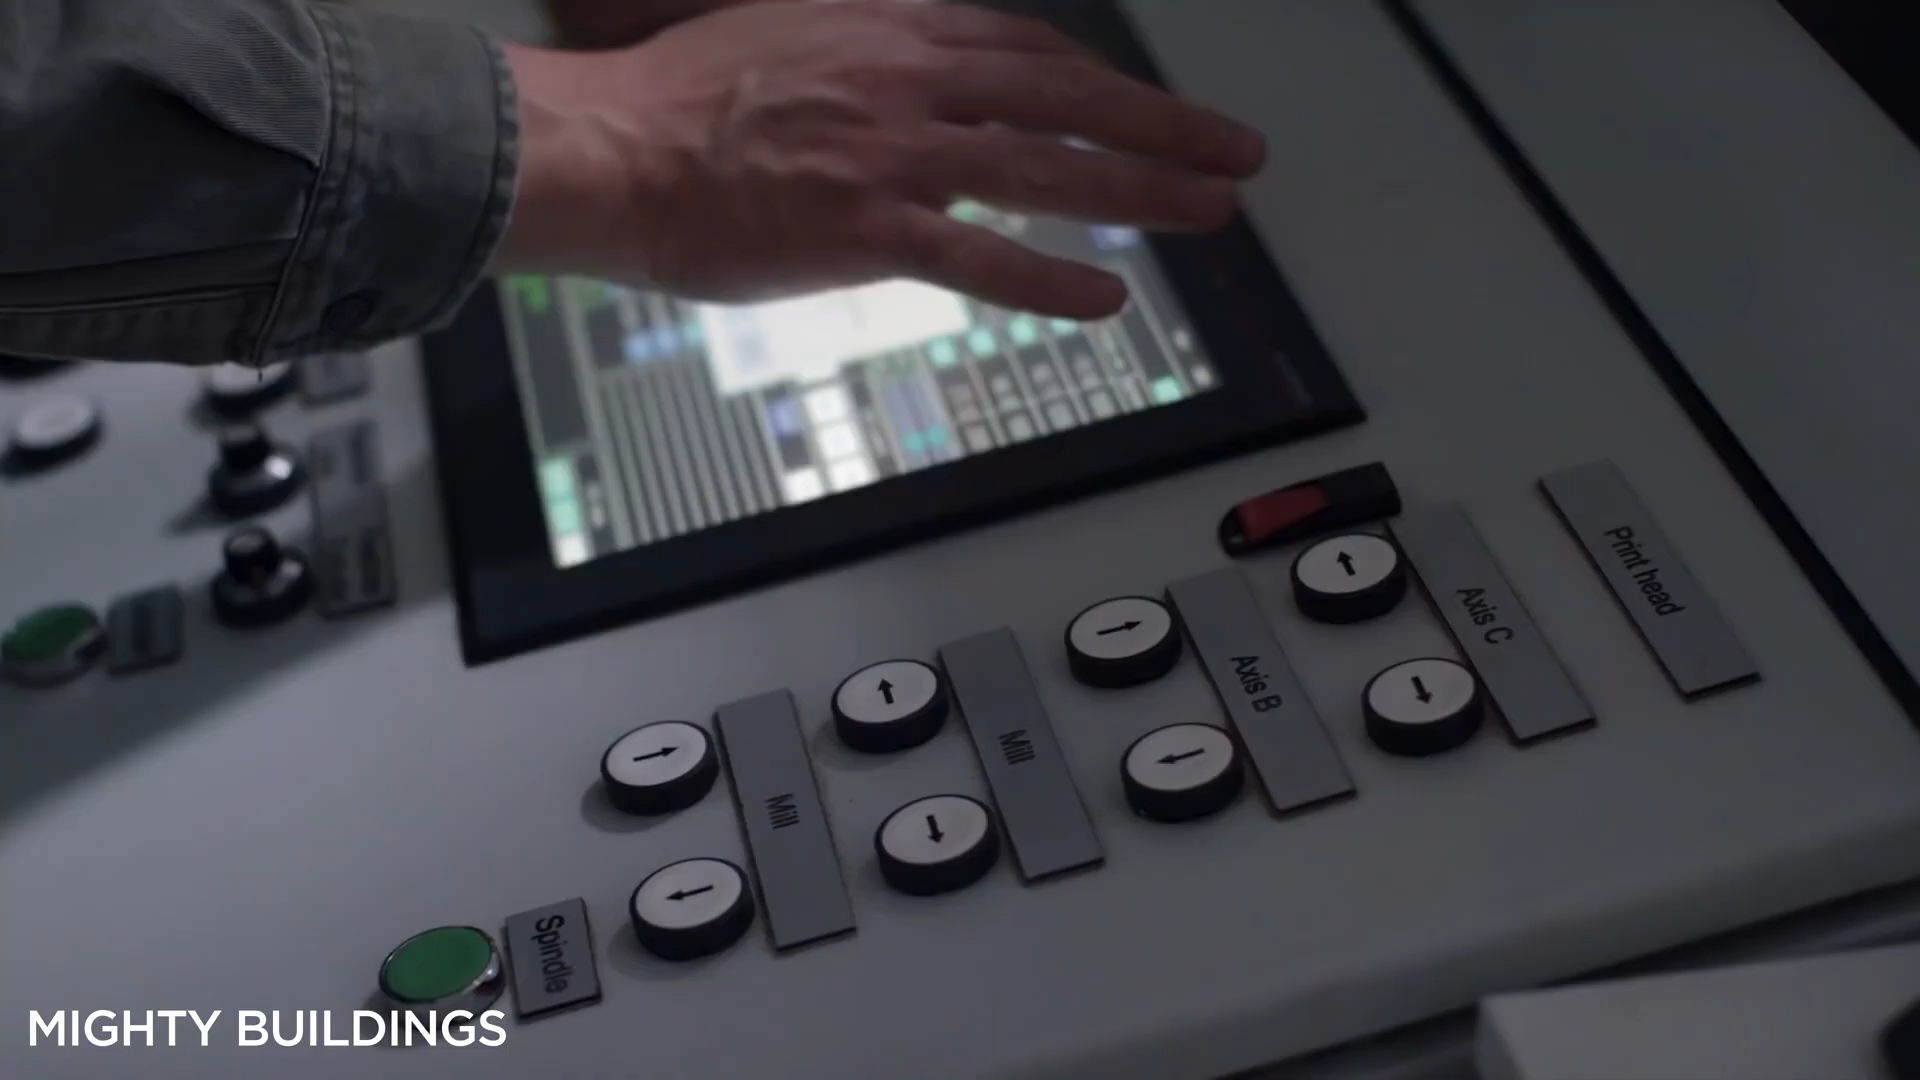 Print head
Axis C
Axis B
Mill
Mill
Spindle
MIGHTY BUILDINGS